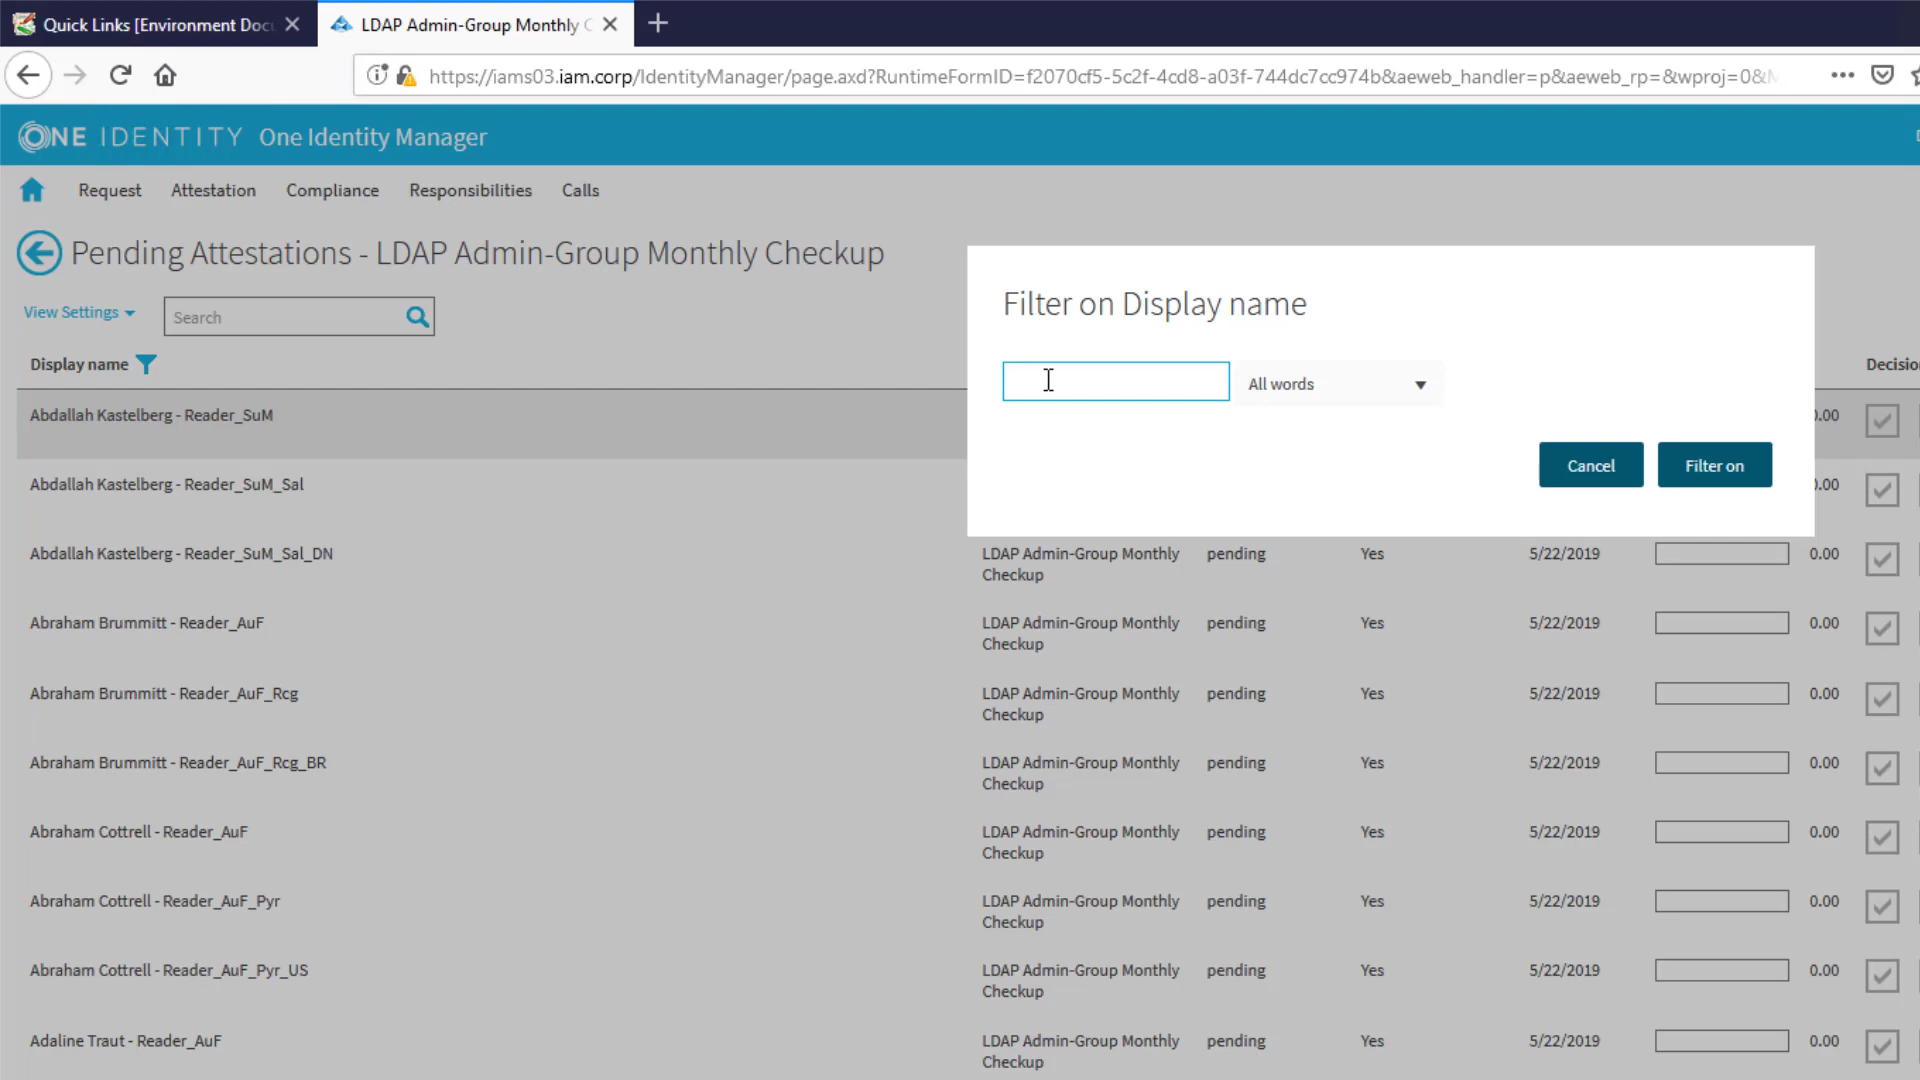 Quick Links [Environment Doc
LDAP Admin-Group Monthly
https://iams03.iam.corp/IdentityManager/page.axd?RuntimeFormID=f2070cf5-5c2f-4cd8-a03f-744dc7cc974b&aeweb_handler=p&aeweb_rp=&wproj=0&
ONE IDENTITY One Identity Manager
Request Attestation Compliance Responsibilities Calls
Pending Attestations - LDAP Admin-Group Monthly Checkup
View Settings
Search
Filter on Display name
All words
Cancel Filter on
Display name
Decision
Abdallah Kastelberg - Reader_SuM 0.00
Abdallah Kastelberg - Reader_SuM_Sal 0.00
Abdallah Kastelberg - Reader_SuM_Sal_DN LDAP Admin-Group Monthly pending Yes 5/22/2019 0.00
Checkup
Abraham Brummitt - Reader_AuF LDAP Admin-Group Monthly pending Yes 5/22/2019 0.00
Checkup
Abraham Brummitt - Reader_AuF_Rcg LDAP Admin-Group Monthly pending Yes 5/22/2019 0.00
Checkup
Abraham Brummitt - Reader_AuF_Rcg_BR LDAP Admin-Group Monthly pending Yes 5/22/2019 0.00
Checkup
Abraham Cottrell - Reader_AuF LDAP Admin-Group Monthly pending Yes 5/22/2019 0.00
Checkup
Abraham Cottrell - Reader_AuF_Pyr LDAP Admin-Group Monthly pending Yes 5/22/2019 0.00
Checkup
Abraham Cottrell - Reader_AuF_Pyr_US LDAP Admin-Group Monthly pending Yes 5/22/2019 0.00
Checkup
Adaline Traut - Reader_AuF LDAP Admin-Group Monthly pending Yes 5/22/2019 0.00
Checkup